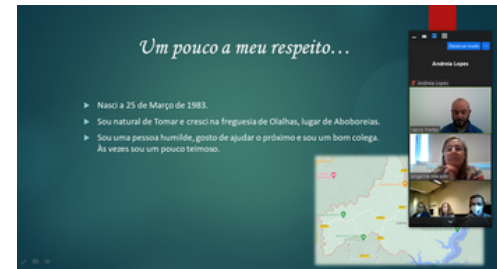 Um pouco a meu respeito…
Nasci a 25 de Março de 1983.
Sou natural de Tomar e cresci na freguesia de Olalhas, lugar de Aboboreias.
Sou uma pessoa humilde, gosto de ajudar o próximo e sou um bom colega.
Às vezes sou um pouco teimoso.
Andreia Lopes
Andreia Lopes